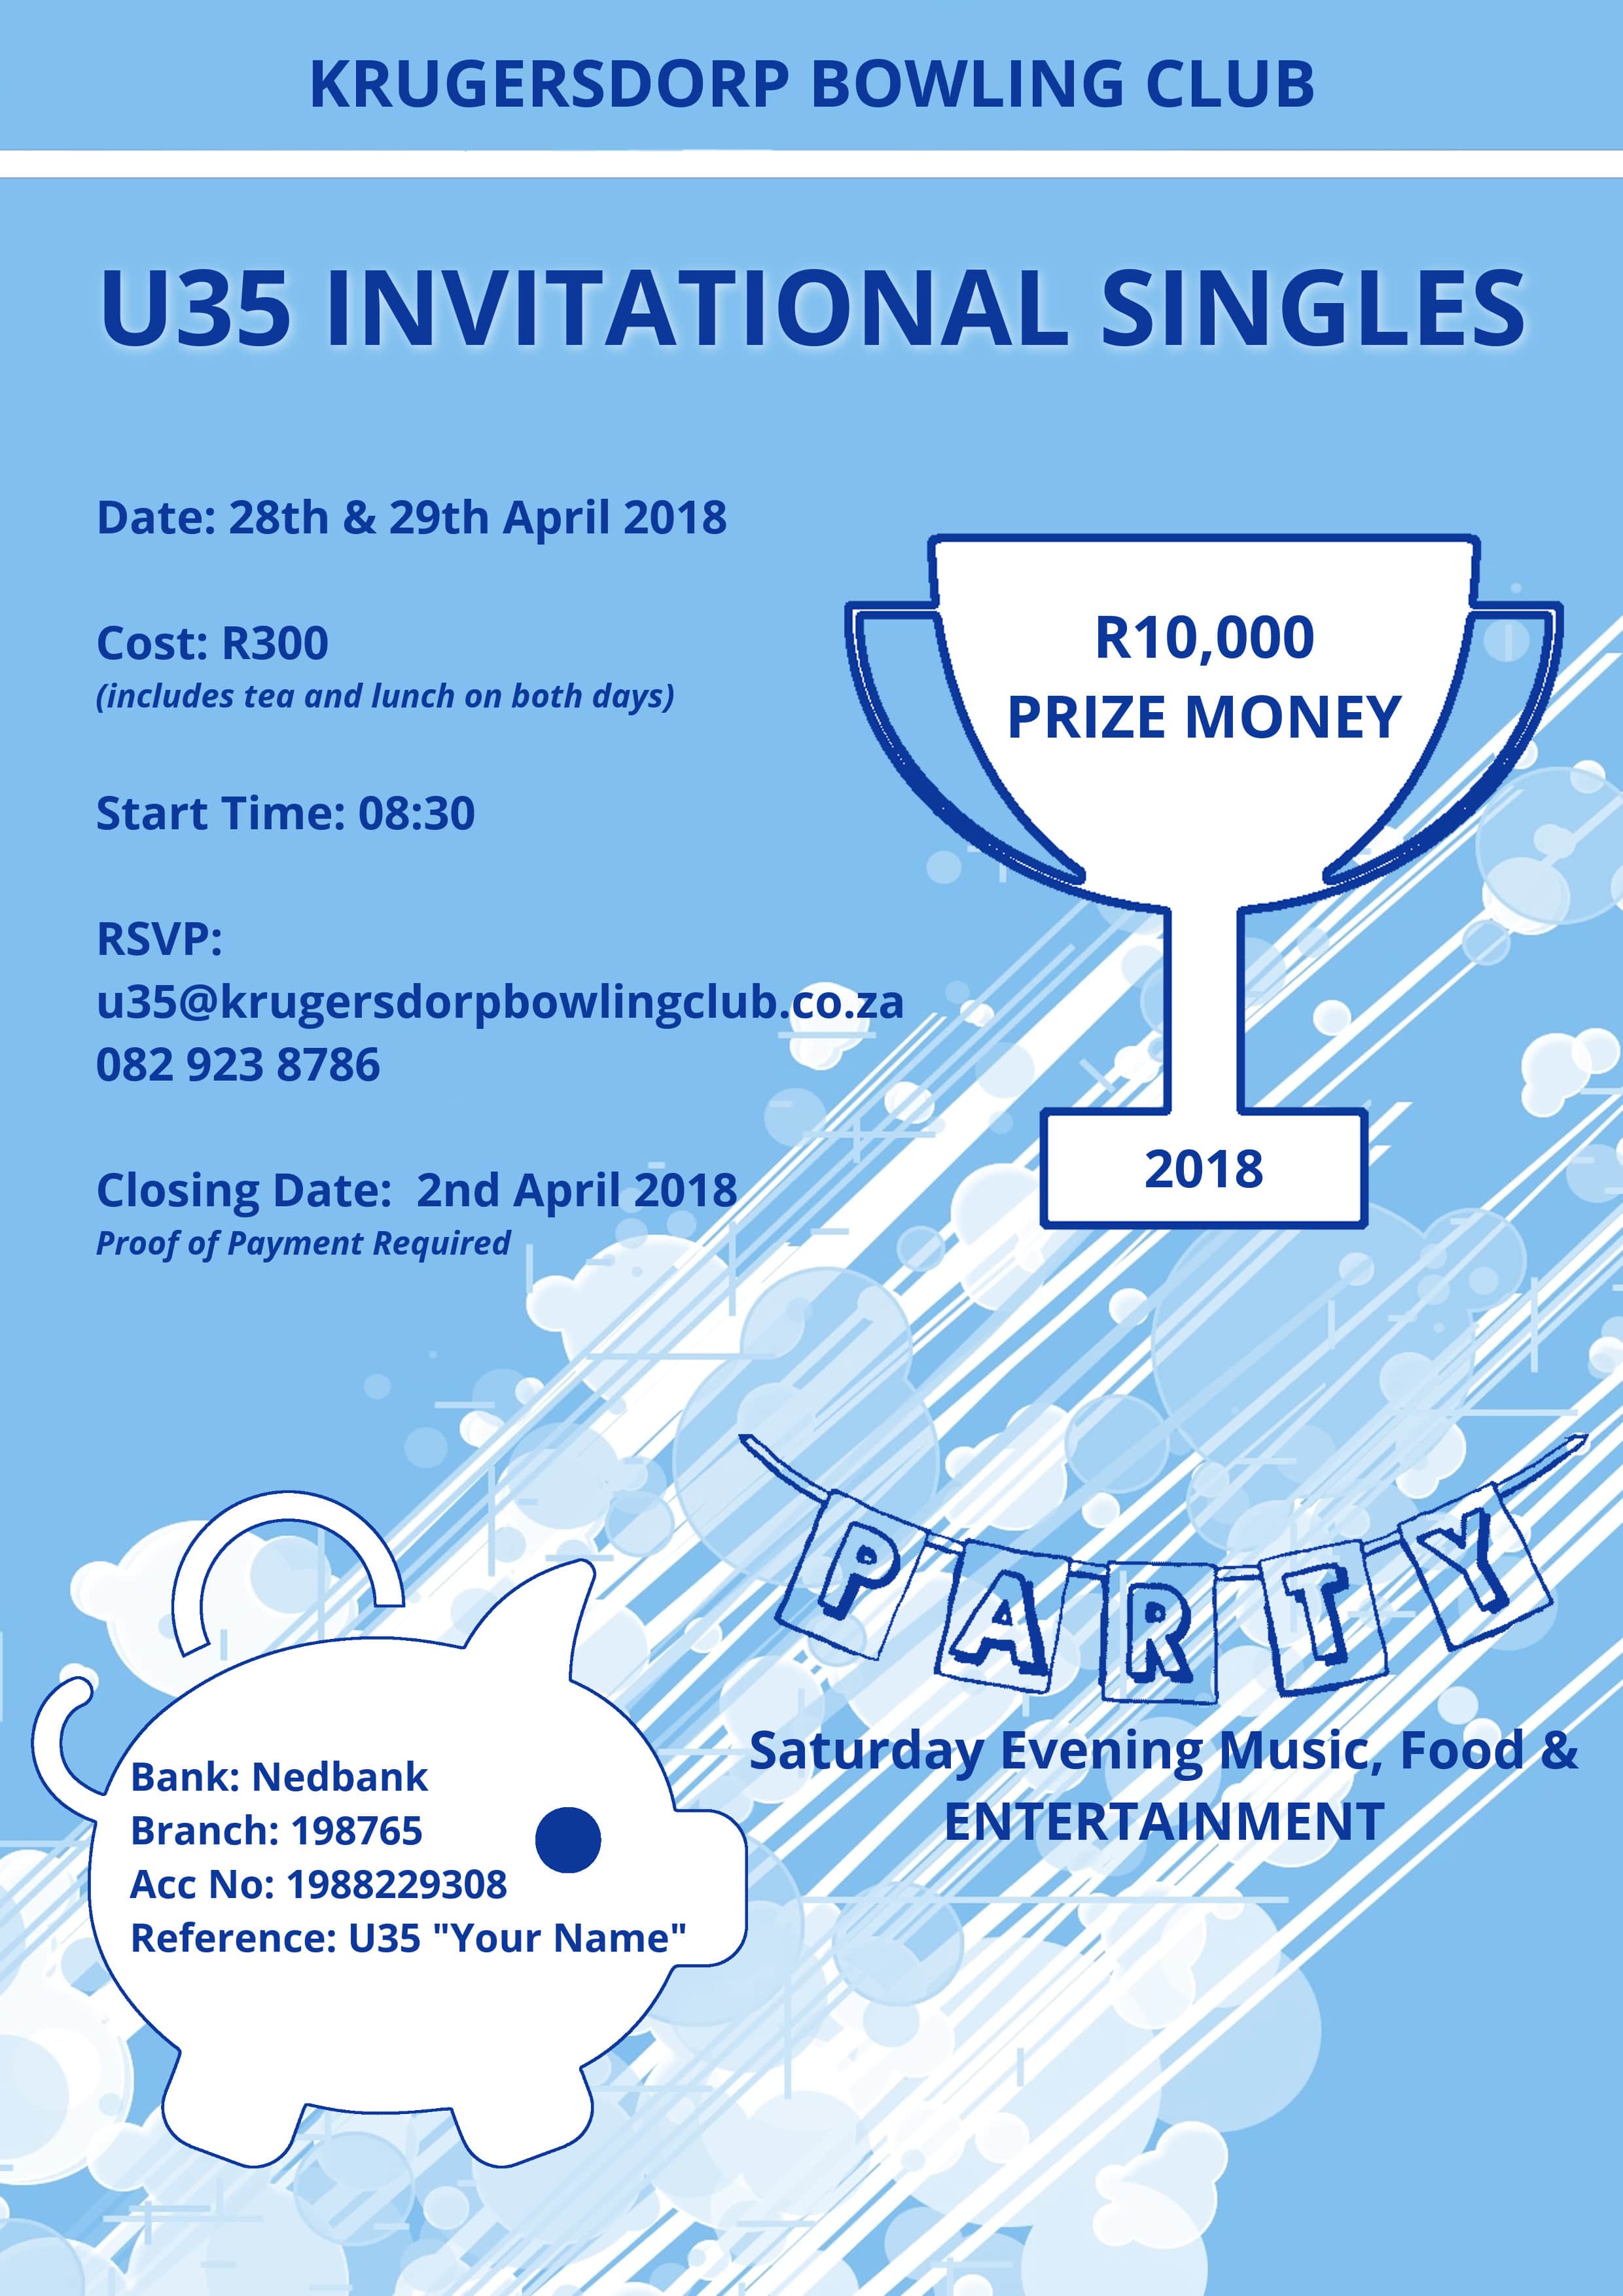 KRUGERSDORP BOWLING CLUB
U35 INVITATIONAL SINGLES
Date: 28th & 29th April 2018
Cost: R300
(includes tea and lunch on both days)
Start Time: 08:30
RSVP:
u35@krugersdorpbowlingclub.co.za
082 923 8786
Closing Date:  2nd April 2018
Proof of Payment Required
R10,000
PRIZE MONEY
2018
PARTY
Saturday Evening Music, Food &
ENTERTAINMENT
Bank: Nedbank
Branch: 198765
Acc No: 1988229308
Reference: U35 "Your Name"